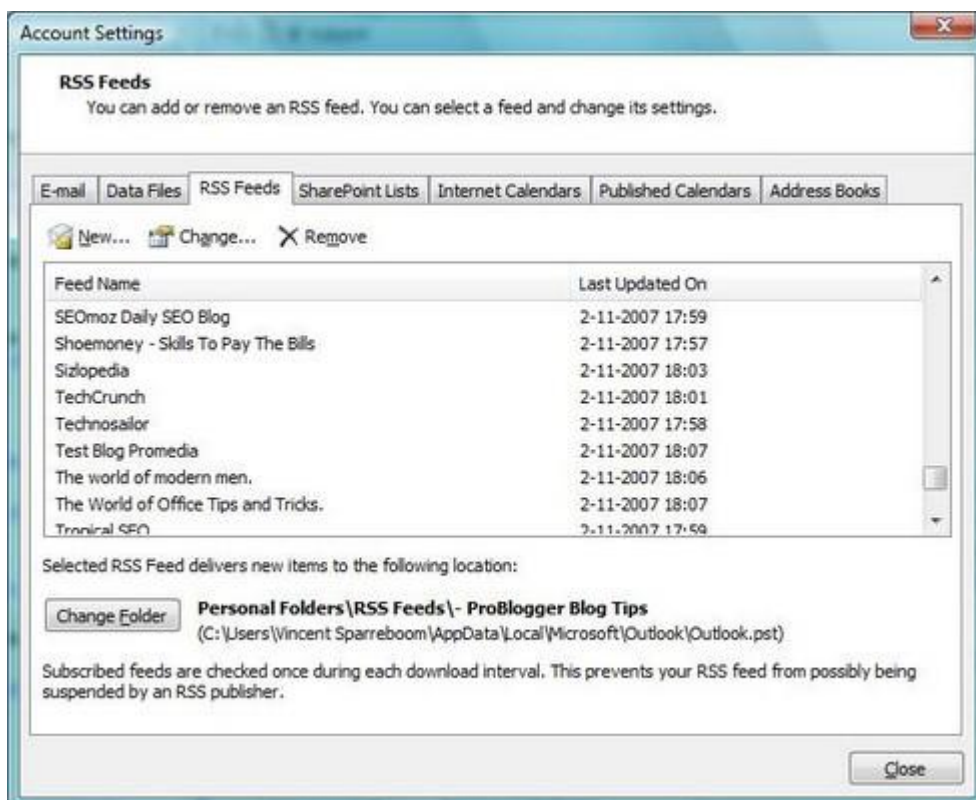 Account Settings
RSS Feeds
You can add or remove an RSS feed. You can select a feed and change its settings.
E-mail Data Files RSS Feeds SharePoint Lists Internet Calendars Published Calendars Address Books
New... Change... Remove
Feed Name Last Updated On
SEOmoz Daily SEO Blog 2-11-2007 17:59
Shoemoney - Skills To Pay The Bills 2-11-2007 17:57
Sizlopedia 2-11-2007 18:03
TechCrunch 2-11-2007 18:01
Technosailor 2-11-2007 17:58
Test Blog Promedia 2-11-2007 18:07
The world of modern men. 2-11-2007 18:06
The World of Office Tips and Tricks. 2-11-2007 18:07
Tropical SEO 2-11-2007 17:59
Selected RSS Feed delivers new items to the following location:
Change Folder Personal Folders\RSS Feeds\- ProBlogger Blog Tips
(C:\Users\Vincent Sparreboom\AppData\Local\Microsoft\Outlook\Outlook.pst)
Subscribed feeds are checked once during each download interval. This prevents your RSS feed from possibly being
suspended by an RSS publisher.
Close